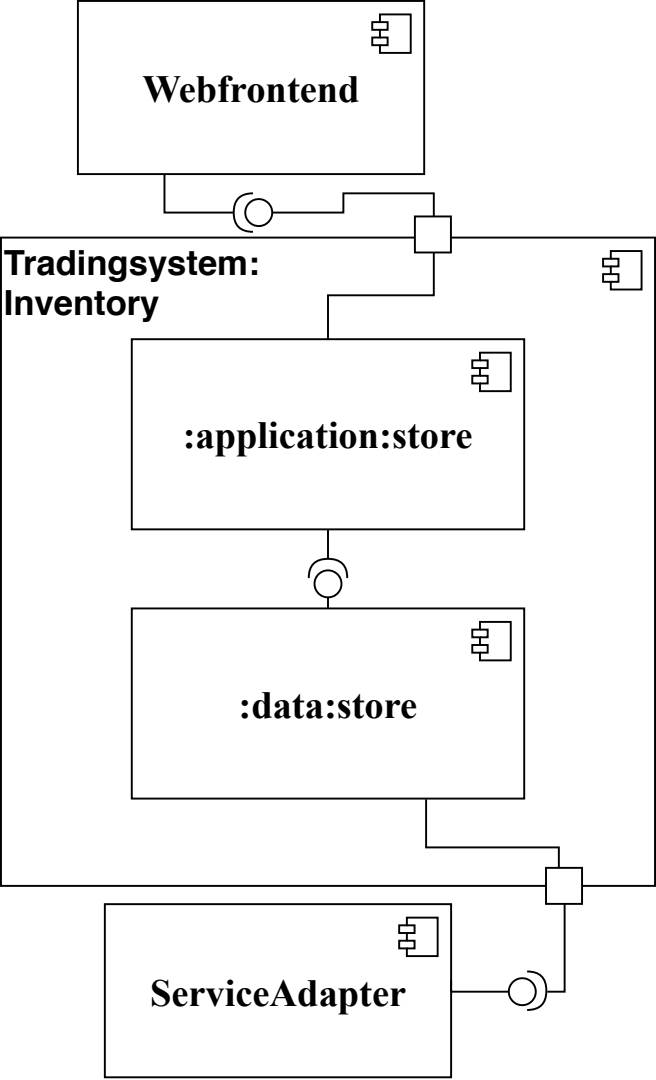 Webfrontend
Tradingsystem:
Inventory
:application:store
:data:store
ServiceAdapter